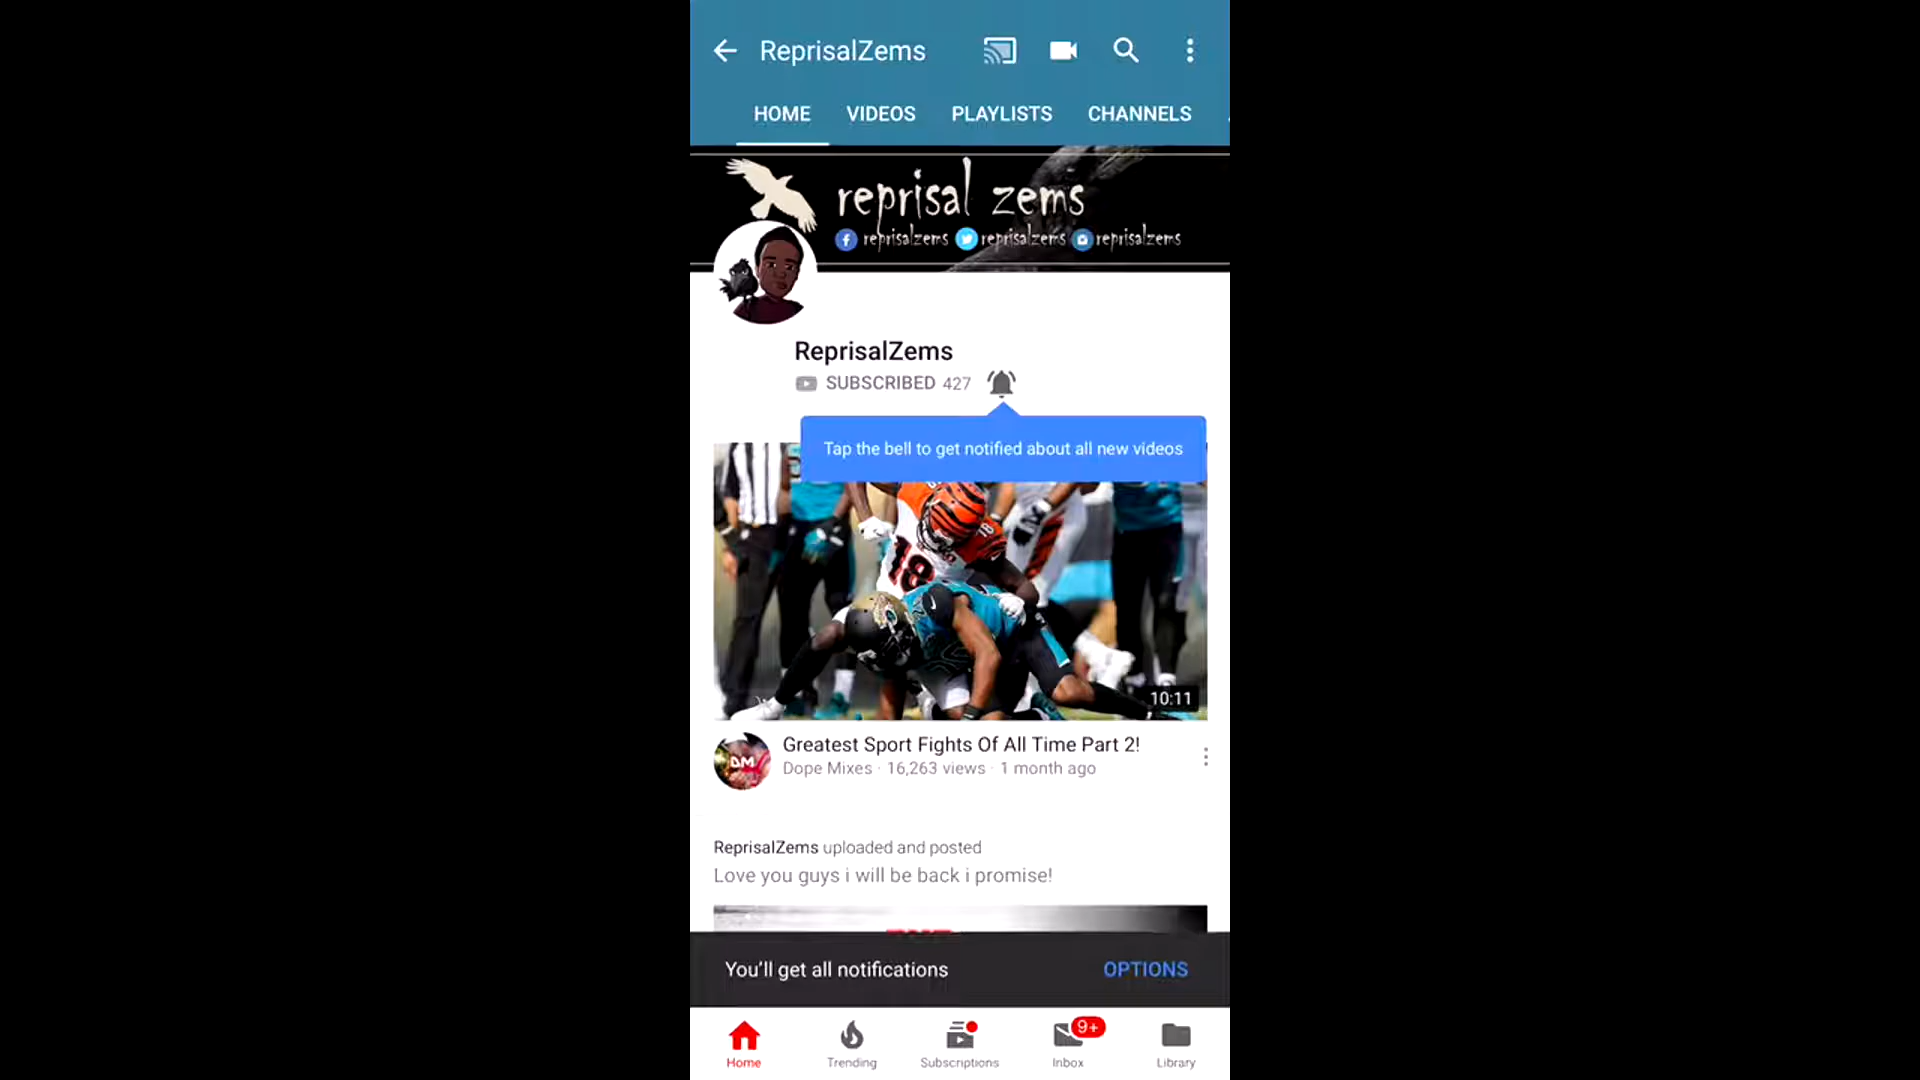 ReprisalZems
HOME VIDEOS PLAYLISTS CHANNELS
reprisal zems
reprisalzems reprisalzems reprisalzems
ReprisalZems
SUBSCRIBED 427
Tap the bell to get notified about all new videos
18
18
10:11
DM
Greatest Sport Fights Of All Time Part 2!
Dope Mixes · 16,263 views · 1 month ago
ReprisalZems uploaded and posted
Love you guys i will be back i promise!
You'll get all notifications OPTIONS
9+
Home Trending Subscriptions Inbox Library